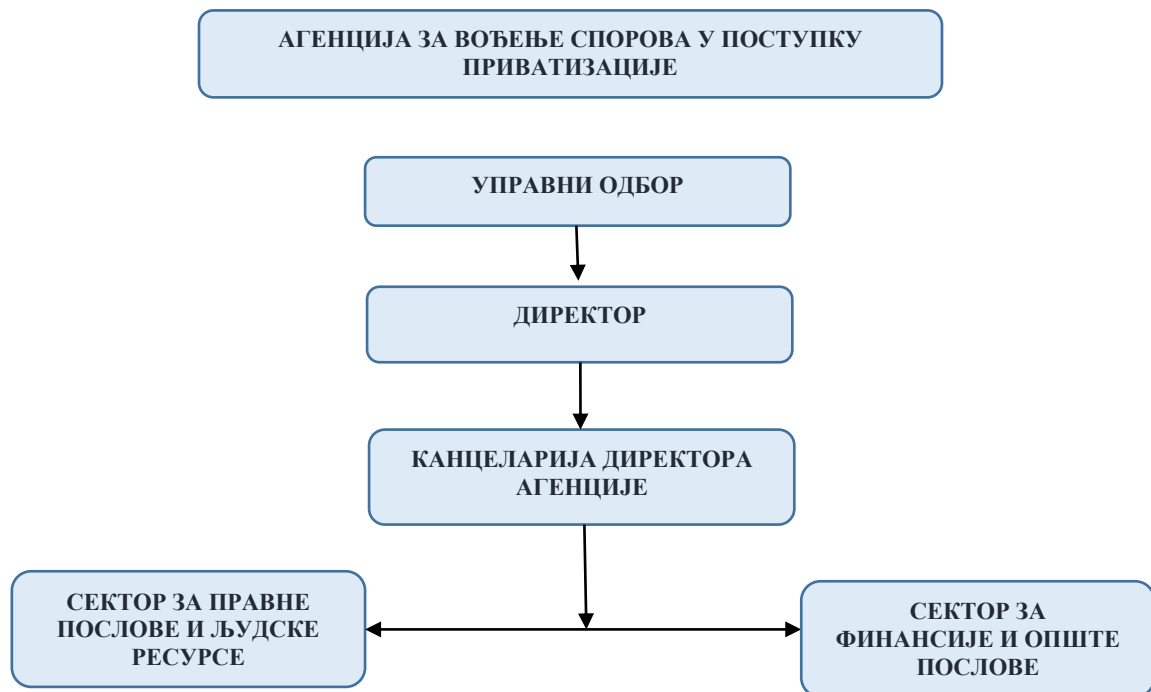 АГЕНЦИЈА ЗА ВОЂЕЊЕ СПОРОВА У ПОСТУПКУ
ПРИВАТИЗАЦИЈЕ
УПРАВНИ ОДБОР
ДИРЕКТОР
КАНЦЕЛАРИЈА ДИРЕКТОРА
АГЕНЦИЈЕ
СЕКТОР ЗА ПРАВНЕ
ПОСЛОВЕ И ЉУДСКЕ
РЕСУРСЕ
СЕКТОР ЗА
ФИНАНСИЈЕ И ОПШТЕ
ПОСЛОВЕ